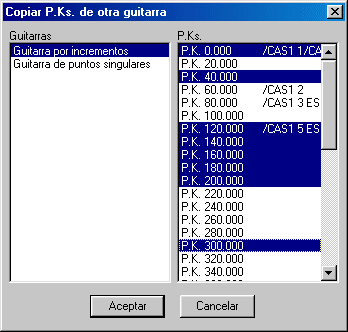 Copiar P.Ks. de otra guitarra
Guitarras
P.Ks.
Guitarra por incrementos
Guitarra de puntos singulares
P.K. 0.000 /CAS1 1/CA
P.K. 20.000
P.K. 40.000
P.K. 60.000 /CAS1 2
P.K. 80.000 /CAS1 3 ES
P.K. 100.000
P.K. 120.000 /CAS1 5 ES
P.K. 140.000
P.K. 160.000
P.K. 180.000
P.K. 200.000
P.K. 220.000
P.K. 240.000
P.K. 260.000
P.K. 280.000
P.K. 300.000
P.K. 320.000
P.K. 340.000
Aceptar
Cancelar